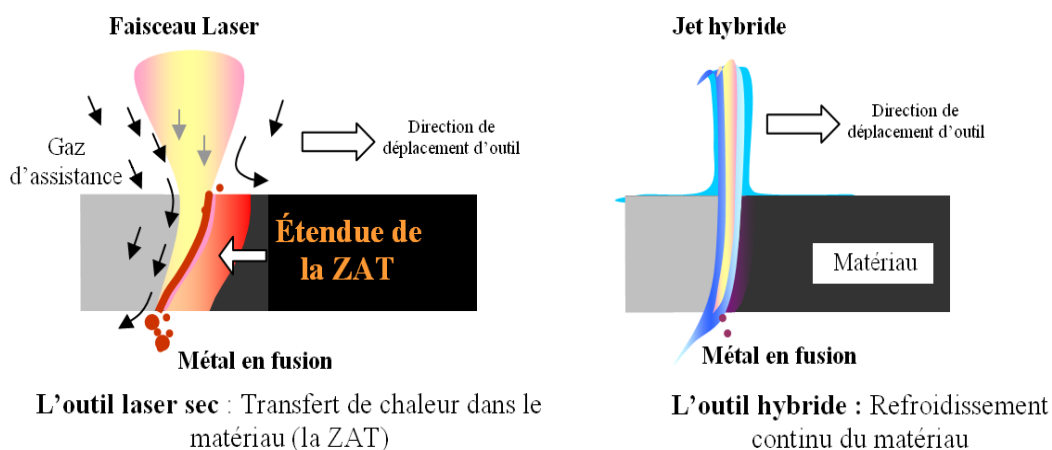 Faisceau Laser
Gaz
d’assistance
Direction de
déplacement d’outil
Étendue de
la ZAT
Métal en fusion
L’outil laser sec : Transfert de chaleur dans le
matériau (la ZAT)
Jet hybride
Direction de
déplacement d’outil
Matériau
Métal en fusion
L’outil hybride : Refroidissement
continu du matériau